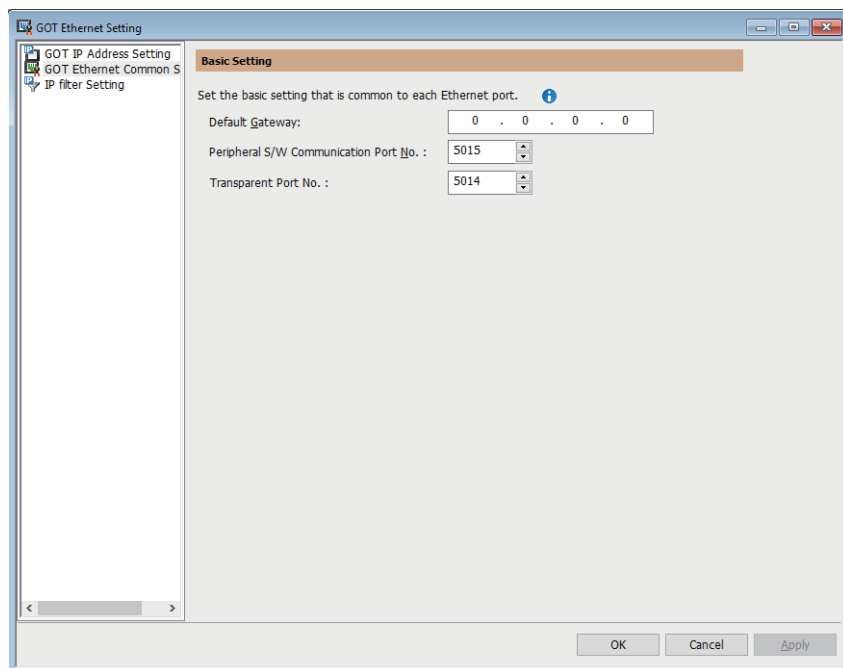 GOT Ethernet Setting
GOT IP Address Setting
GOT Ethernet Common S
IP filter Setting
Basic Setting
Set the basic setting that is common to each Ethernet port.
Default Gateway: 0 . 0 . 0 . 0
Peripheral S/W Communication Port No. : 5015
Transparent Port No. : 5014
OK Cancel Apply